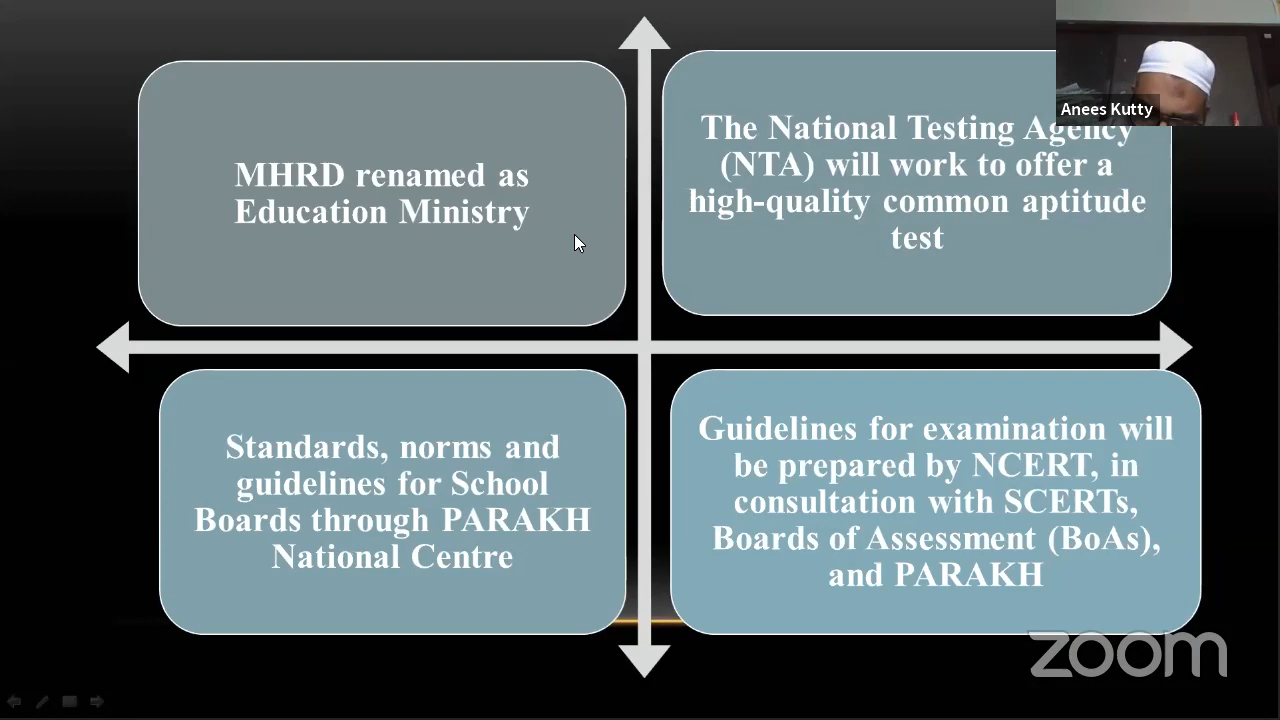 MHRD renamed as
Education Ministry
The National Testing Agency
(NTA) will work to offer a
high-quality common aptitude
test
Anees Kutty
Standards, norms and
guidelines for School
Boards through PARAKH
National Centre
Guidelines for examination will
be prepared by NCERT, in
consultation with SCERTs,
Boards of Assessment (BoAs),
and PARAKH
zoom